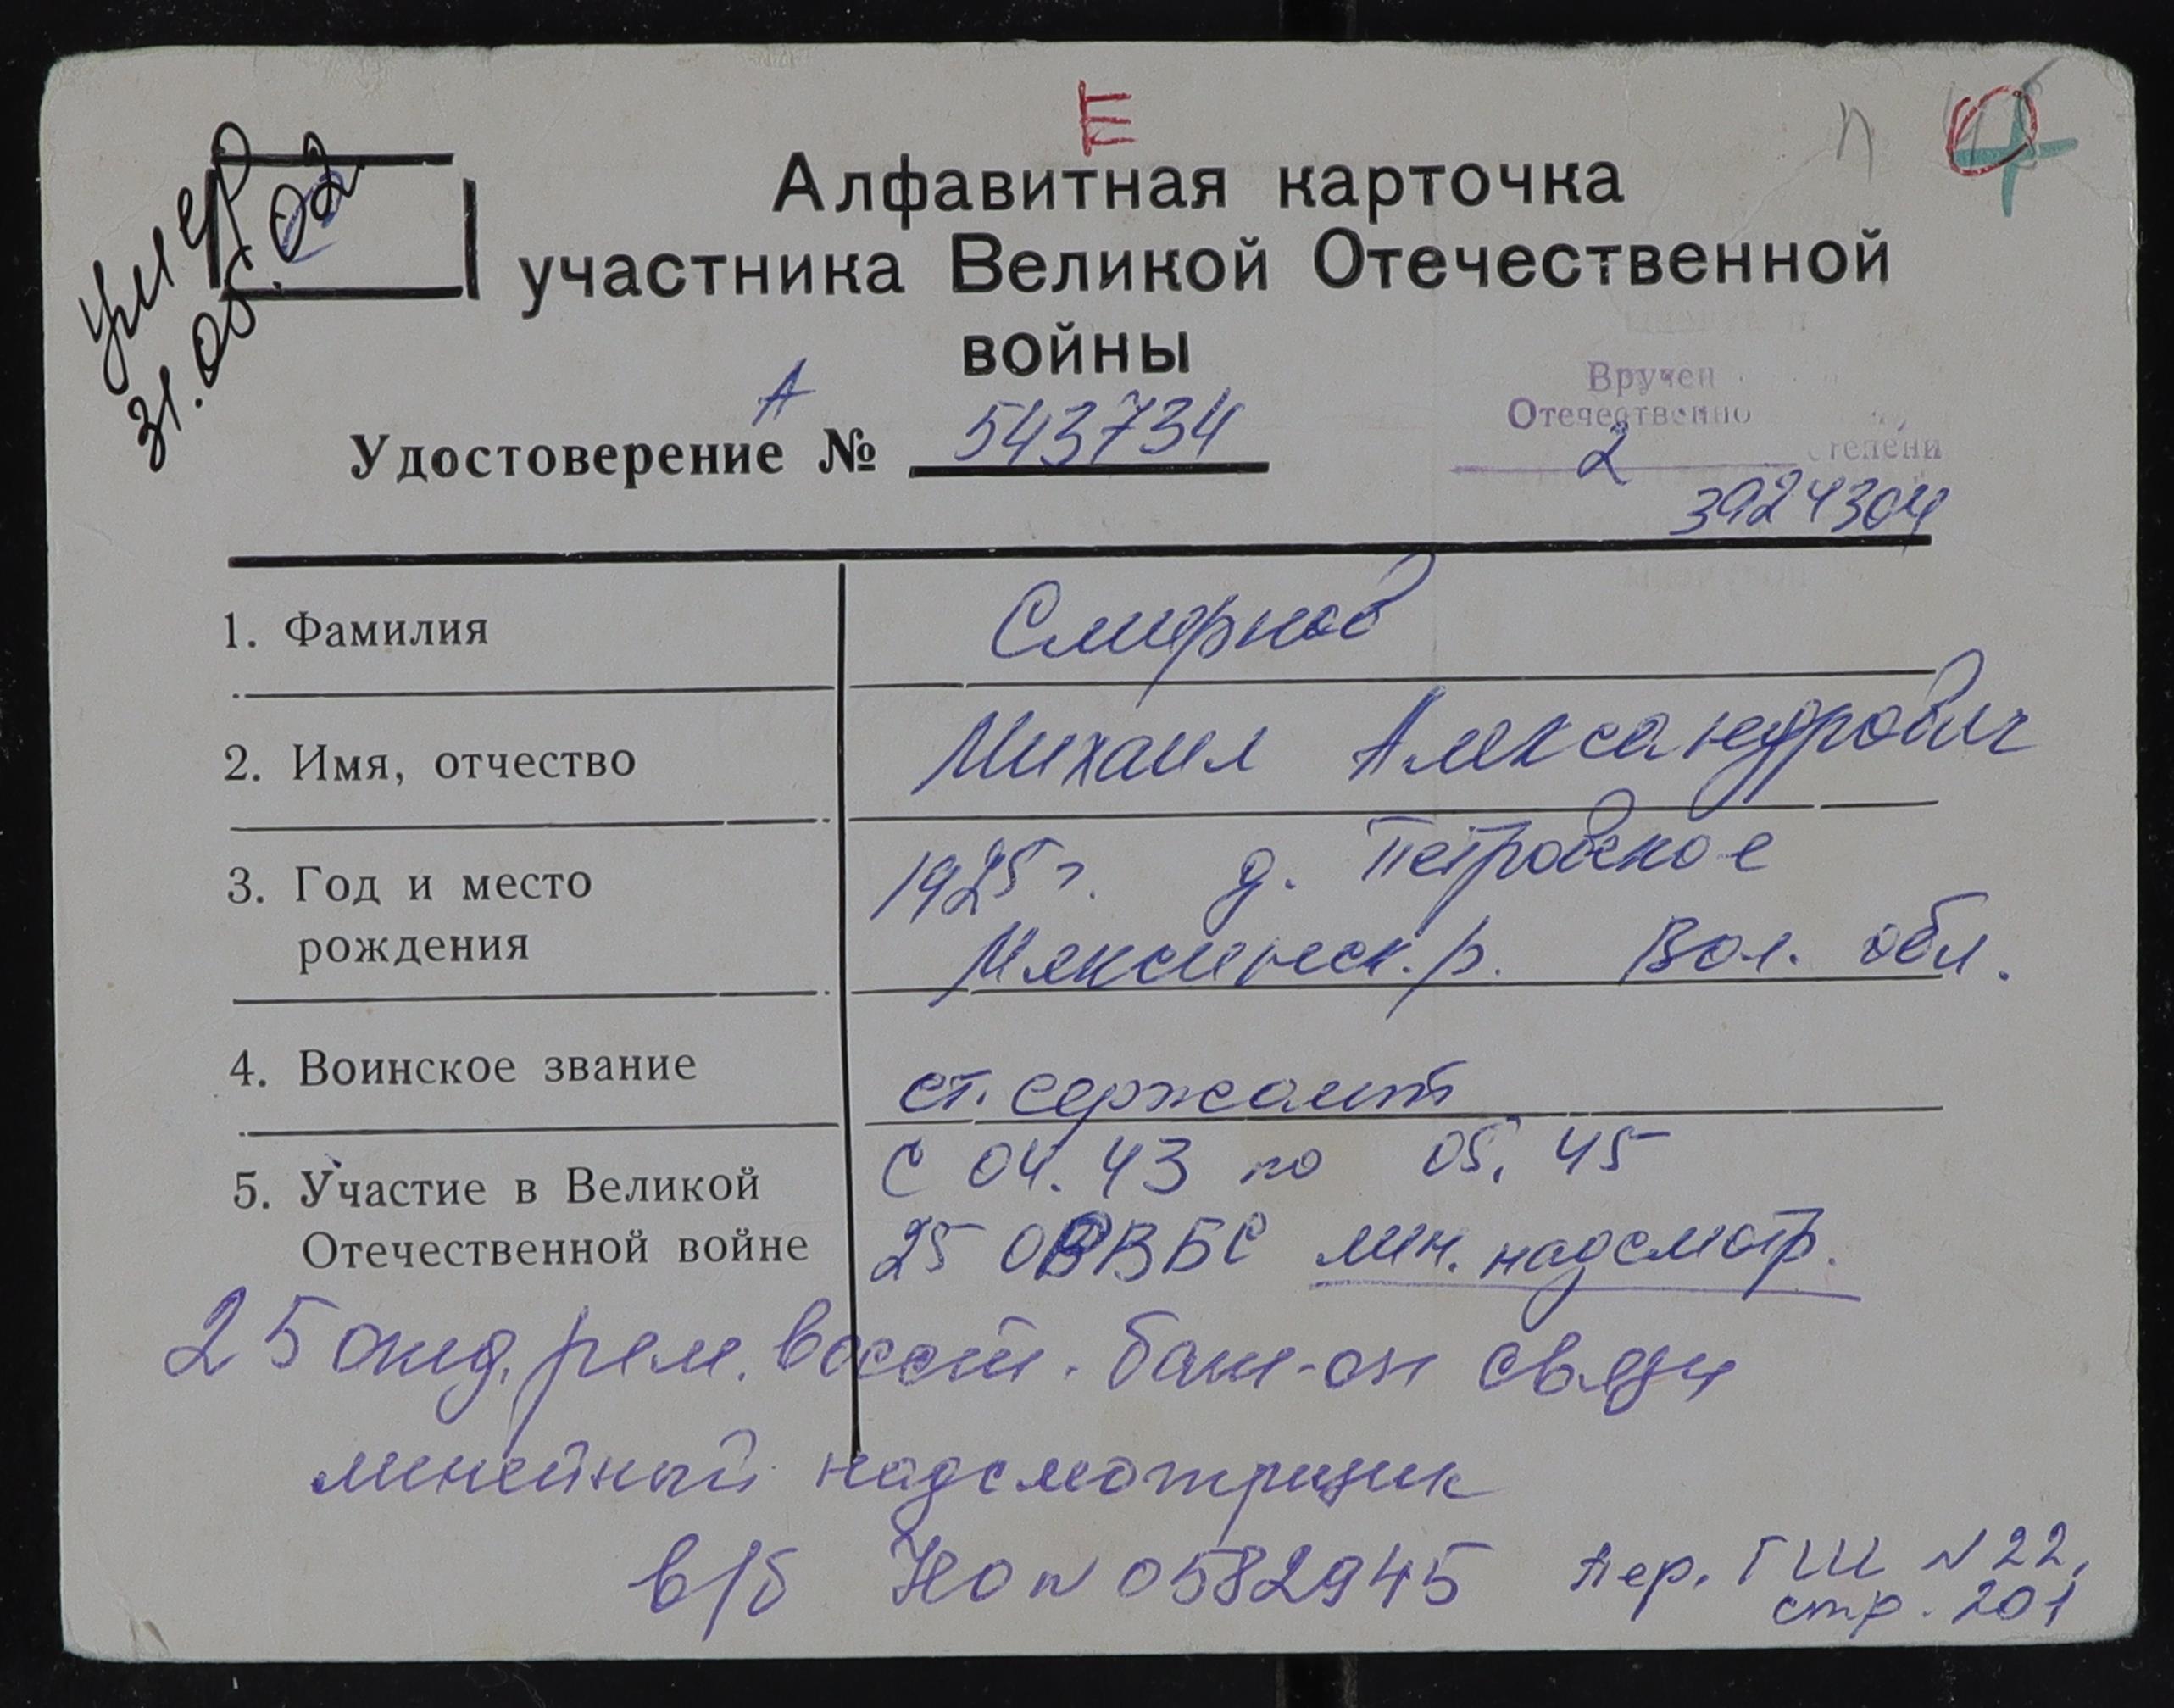 Е
п
умер
31.05.02
Алфавитная карточка
участника Великой Отечественной
войны
А
Удостоверение № 543734
Вручен
Отечественно
2 степени
3924304
1. Фамилия Смирнов
2. Имя, отчество Михаил Александрович
3. Год и место 1925 г. д. Петровское
рождения Мяксинск. р. Вол. обл.
4. Воинское звание ст. сержант
5. Участие в Великой с 04.43 по 05.45
Отечественной войне 25 ОРВБС лин. надсмотр.
25 отд. рем. восст. бат-он связи
линейный надсмотрщик
в/б НО № 0582945 Пер. ГШ № 22,
стр. 201